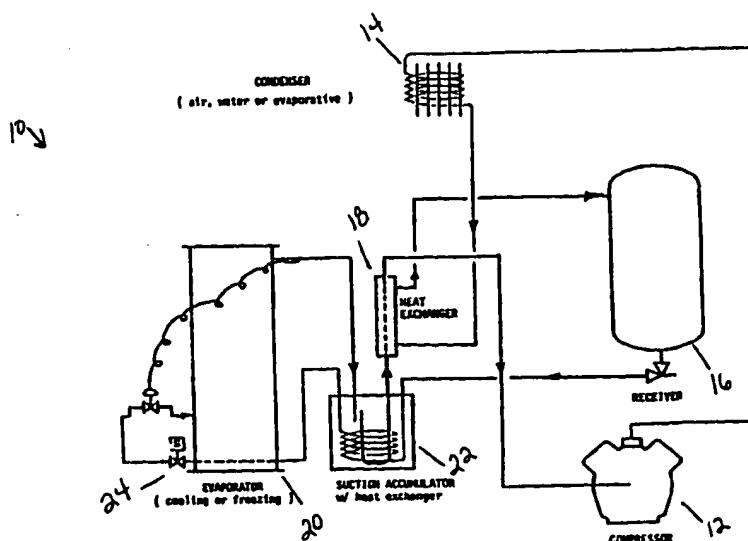 14
CONDENSER
( air, water or evaporative )
10
18
HEAT
EXCHANGER
16
RECEIVER
22
24
EVAPORATOR
( cooling or freezing )
20
SUCTION ACCUMULATOR
w/ heat exchanger
12
COMPRESSOR